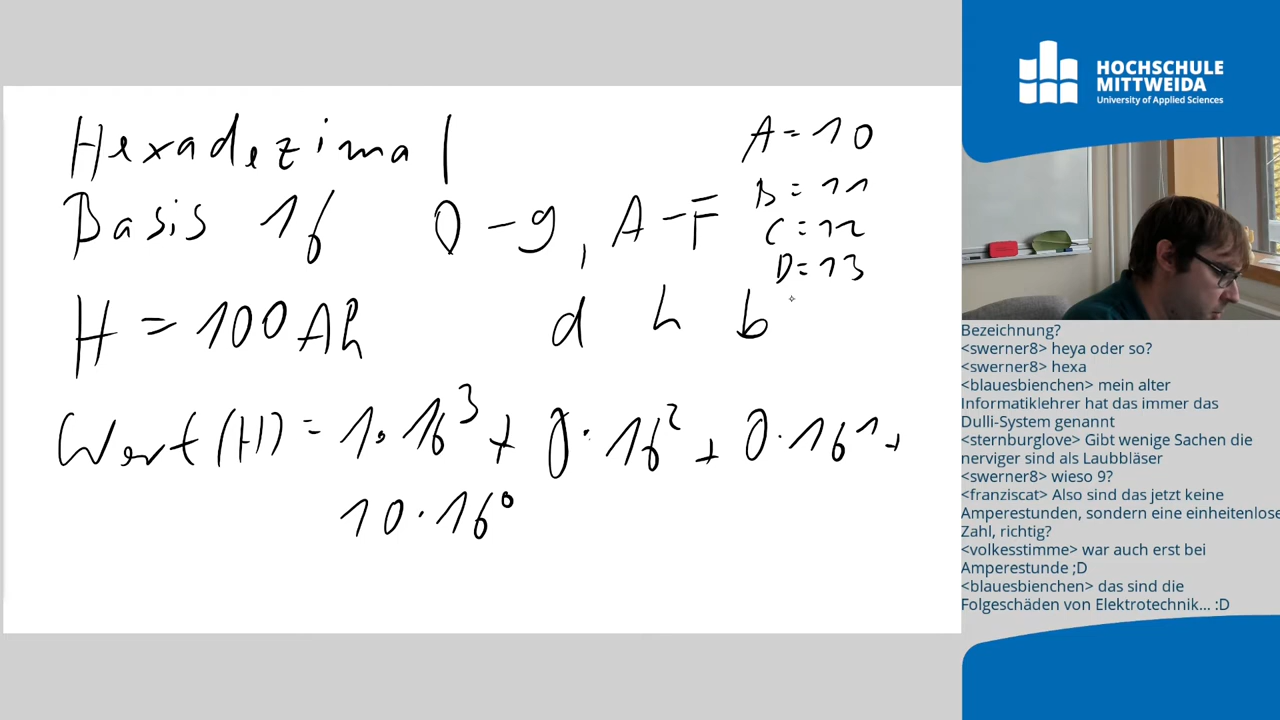 Hexadezimal
Basis 16 0-9, A-F
A=10
B=11
C=12
D=13
H = 100Ah d h b
Wert(H) = 1·16³ + 0·16² + 0·16¹ +
10·16⁰
HOCHSCHULE
MITTWEIDA
University of Applied Sciences
Bezeichnung?
<swerner8> heya oder so?
<swerner8> hexa
<blauesbienchen> mein alter
Informatiklehrer hat das immer das
Dulli-System genannt
<sternburglove> Gibt wenige Sachen die
nerviger sind als Laubbläser
<swerner8> wieso 9?
<franziscat> Also sind das jetzt keine
Amperestunden, sondern eine einheitenlose
Zahl, richtig?
<volkesstimme> war auch erst bei
Amperestunde ;D
<blauesbienchen> das sind die
Folgeschäden von Elektrotechnik... :D